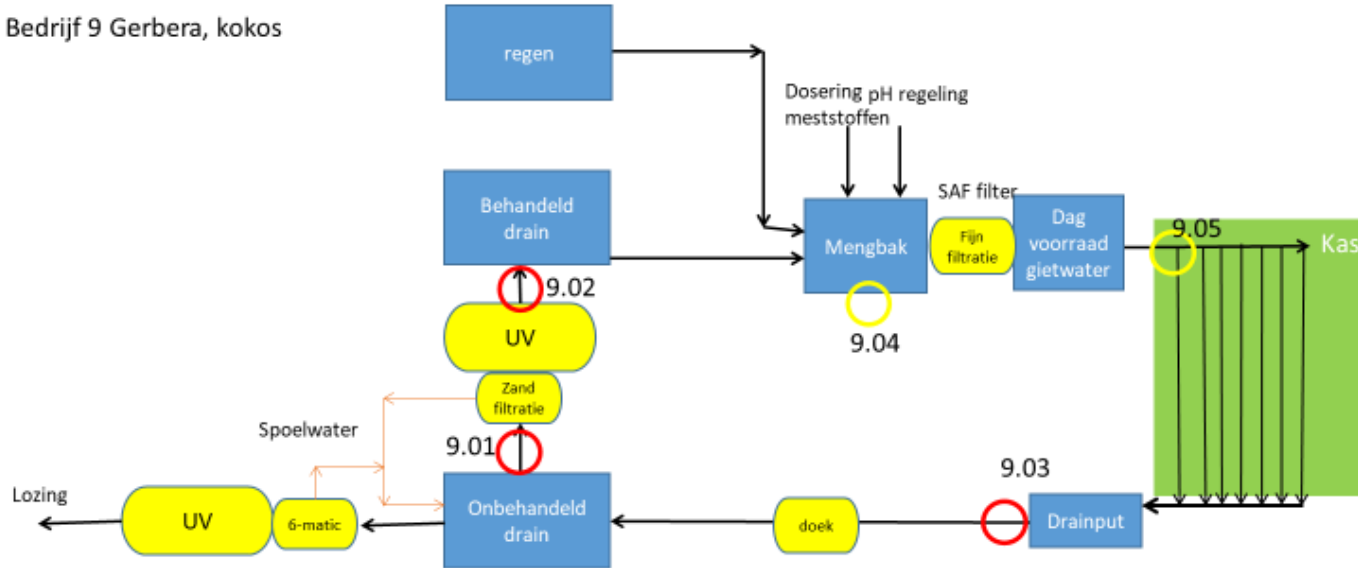 Bedrijf 9 Gerbera, kokos
regen
Dosering pH regeling
meststoffen
SAF filter
Behandeld
drain
Mengbak
Fijn
filtratie
Dag
voorraad
gietwater
9.05
Kas
9.02
UV
9.04
Zand
filtratie
Spoelwater
9.01
9.03
Lozing
UV
6-matic
Onbehandeld
drain
doek
Drainput